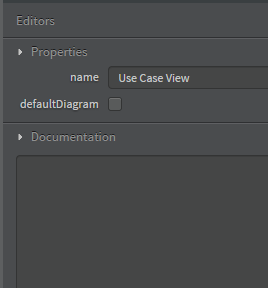 Editors
Properties
name Use Case View
defaultDiagram
Documentation